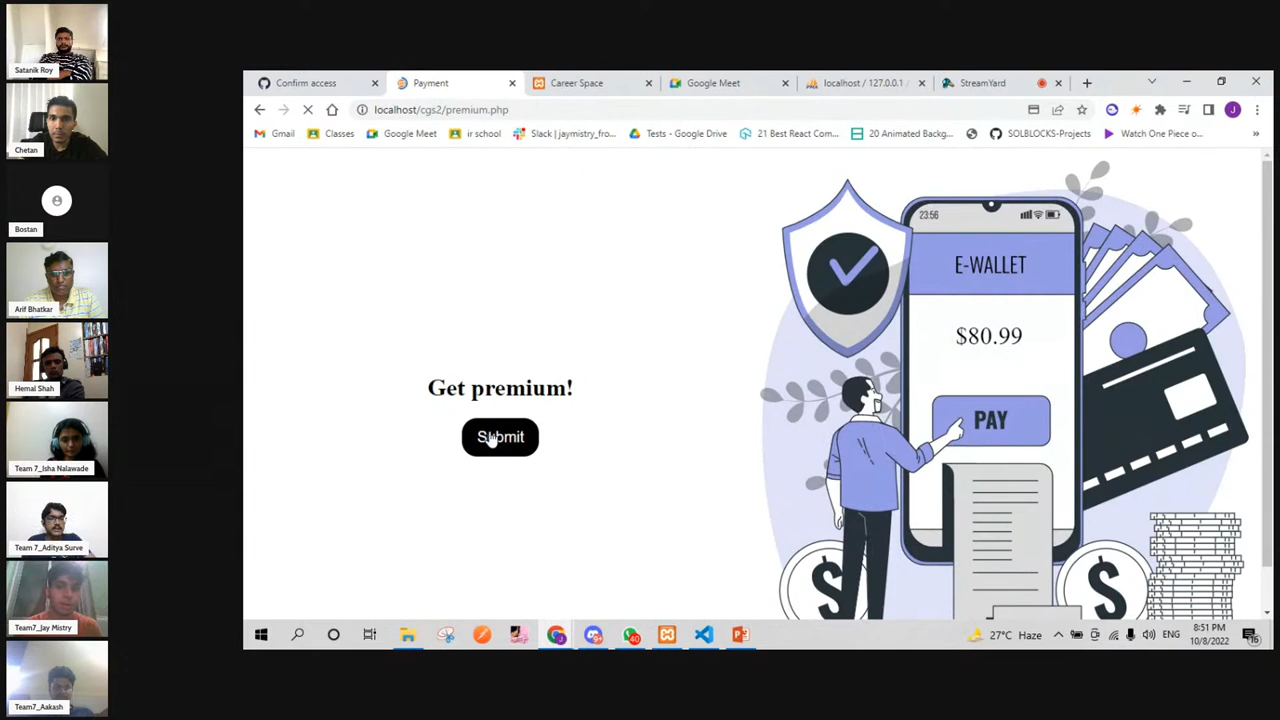 Satanik Roy
Chetan
Bostan
Arif Bhatkar
Hemal Shah
Team 7_Isha Nalawade
Team 7_Aditya Surve
Team7_Jay Mistry
Team7_Aakash
Confirm access
Payment
Career Space
Google Meet
localhost / 127.0.0.1 /
StreamYard
localhost/cgs2/premium.php
J
Gmail
Classes
Google Meet
ir school
Slack | jaymistry_fro...
Tests - Google Drive
21 Best React Com...
20 Animated Backg...
SOLBLOCKS-Projects
Watch One Piece o...
Get premium!
Submit
23:56
E-WALLET
$80.99
PAY
$
$
9+
40
27°C Haze
ENG
8:51 PM
10/8/2022